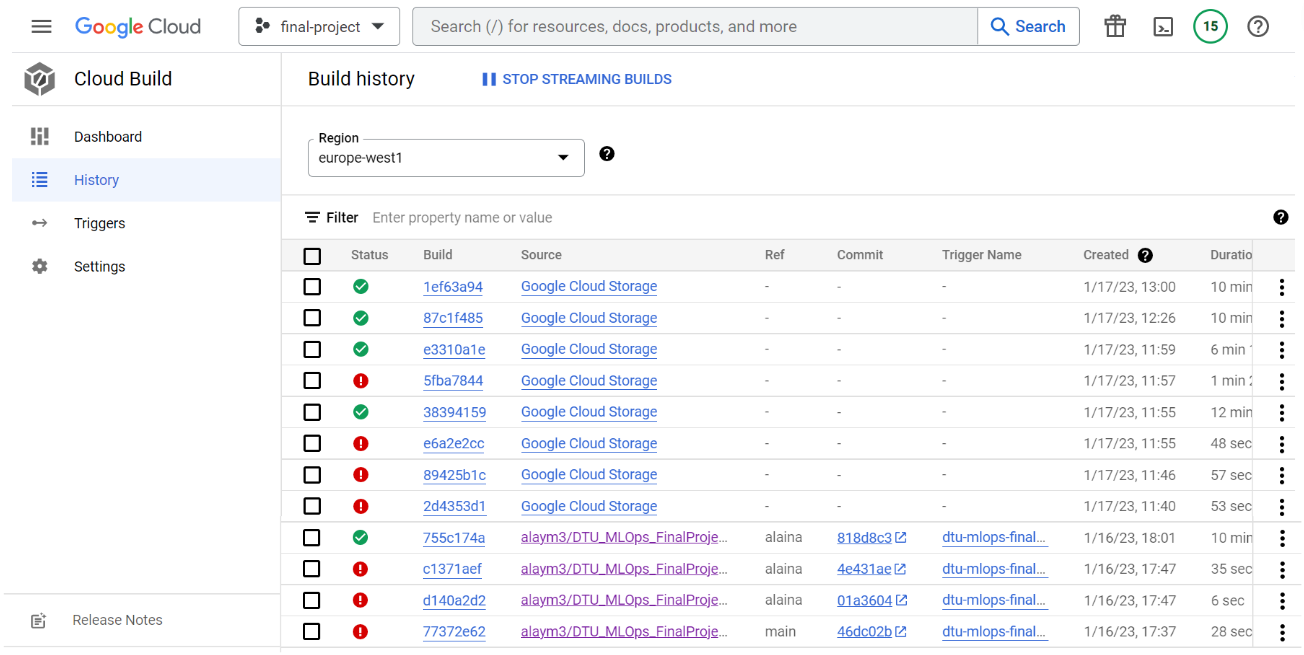 Google Cloud final-project Search (/) for resources, docs, products, and more Search 15
Cloud Build
Dashboard
History
Triggers
Settings
Release Notes
Build history STOP STREAMING BUILDS
Region
europe-west1
Filter Enter property name or value
Status Build Source Ref Commit Trigger Name Created Duratio
1ef63a94 Google Cloud Storage - - - 1/17/23, 13:00 10 min
87c1f485 Google Cloud Storage - - - 1/17/23, 12:26 10 min
e3310a1e Google Cloud Storage - - - 1/17/23, 11:59 6 min
5fba7844 Google Cloud Storage - - - 1/17/23, 11:57 1 min
38394159 Google Cloud Storage - - - 1/17/23, 11:55 12 min
e6a2e2cc Google Cloud Storage - - - 1/17/23, 11:55 48 sec
89425b1c Google Cloud Storage - - - 1/17/23, 11:46 57 sec
2d4353d1 Google Cloud Storage - - - 1/17/23, 11:40 53 sec
755c174a alaym3/DTU_MLOps_FinalProje... alaina 818d8c3 dtu-mlops-final... 1/16/23, 18:01 10 min
c1371aef alaym3/DTU_MLOps_FinalProje... alaina 4e431ae dtu-mlops-final... 1/16/23, 17:47 35 sec
d140a2d2 alaym3/DTU_MLOps_FinalProje... alaina 01a3604 dtu-mlops-final... 1/16/23, 17:47 6 sec
77372e62 alaym3/DTU_MLOps_FinalProje... main 46dc02b dtu-mlops-final... 1/16/23, 17:37 28 sec